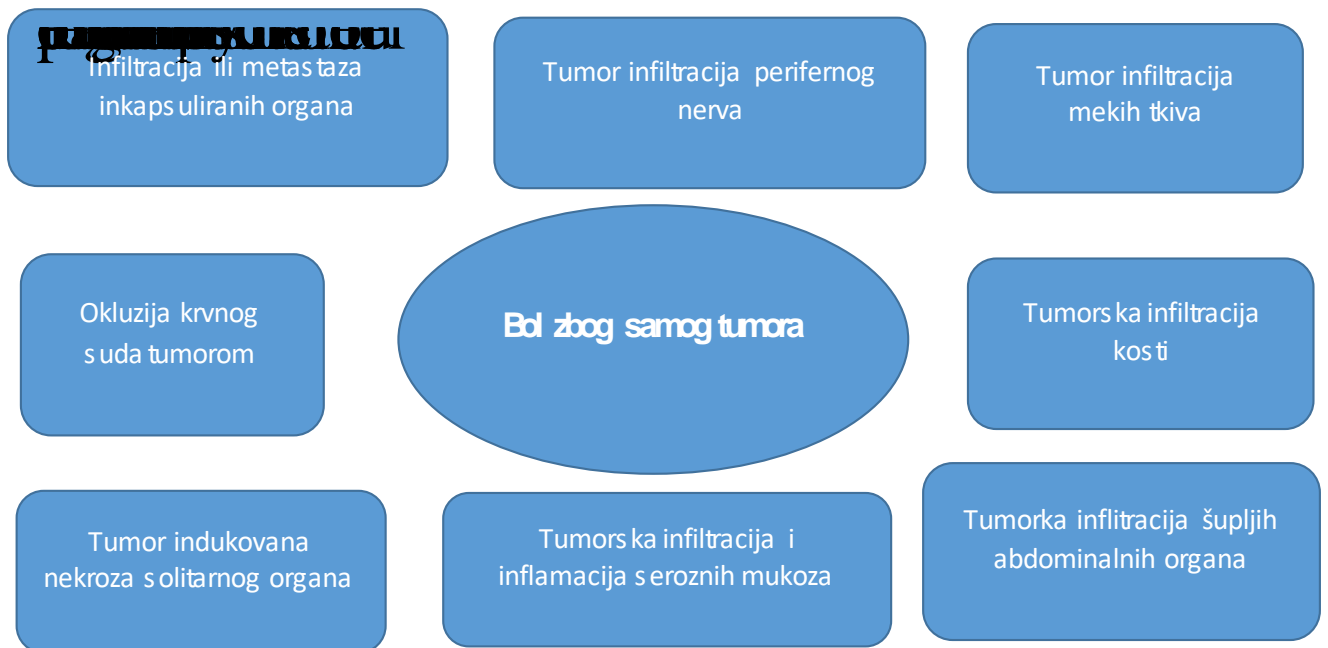 Infiltracija ili metastaza
inkapsuliranih organa
Tumor infiltracija perifernog
nerva
Tumor infiltracija
mekih tkiva
Okluzija krvnog
suda tumorom
Bol zbog samog tumora
Tumorska infiltracija
kosti
Tumor indukovana
nekroza solitarnog organa
Tumorska infiltracija i
inflamacija seroznih mukoza
Tumorka inflitracija šupljih
abdominalnih organa